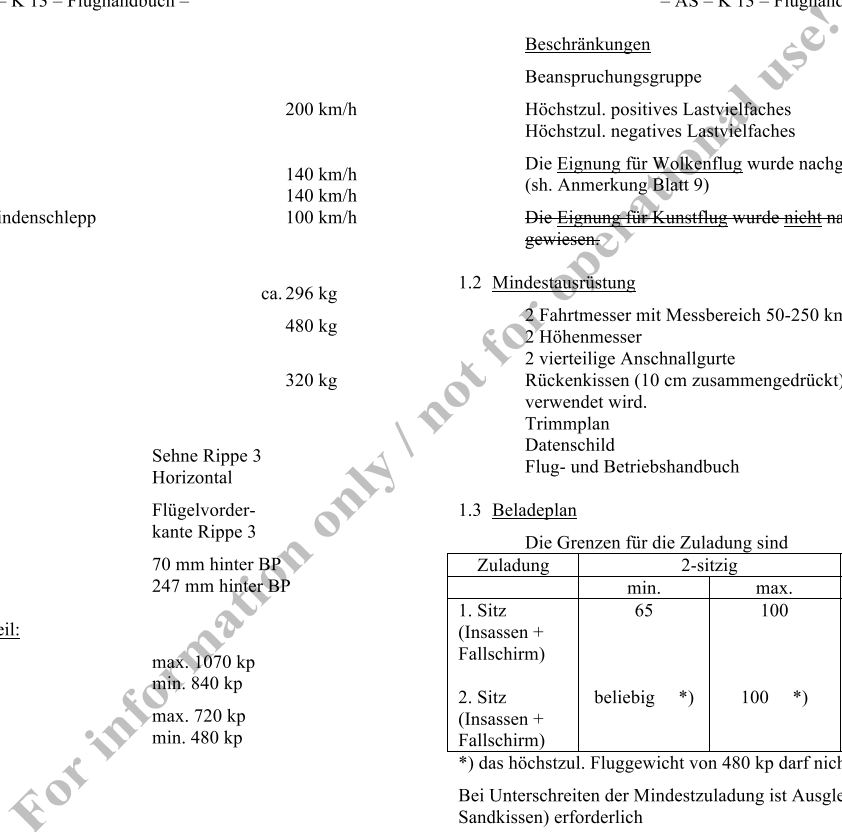 – K 13 – Flughandbuch –
200 km/h
140 km/h
140 km/h
indenschlepp 100 km/h
ca. 296 kg
480 kg
320 kg
Sehne Rippe 3
Horizontal
Flügelvorder-
kante Rippe 3
70 mm hinter BP
247 mm hinter BP
eil:
max. 1070 kp
min. 840 kp
max. 720 kp
min. 480 kp
– AS – K 13 – Flughand
Beschränkungen
Beanspruchungsgruppe
Höchstzul. positives Lastvielfaches
Höchstzul. negatives Lastvielfaches
Die Eignung für Wolkenflug wurde nachg
(sh. Anmerkung Blatt 9)
Die Eignung für Kunstflug wurde nicht na
gewiesen.
1.2 Mindestausrüstung
2 Fahrtmesser mit Messbereich 50-250 km
2 Höhenmesser
2 vierteilige Anschnallgurte
Rückenkissen (10 cm zusammengedrückt)
verwendet wird.
Trimmplan
Datenschild
Flug- und Betriebshandbuch
1.3 Beladeplan
Die Grenzen für die Zuladung sind
Zuladung 2-sitzig
min. max.
1. Sitz 65 100
(Insassen +
Fallschirm)
2. Sitz beliebig *) 100 *)
(Insassen +
Fallschirm)
*) das höchstzul. Fluggewicht von 480 kp darf nich
Bei Unterschreiten der Mindestzuladung ist Ausgle
Sandkissen) erforderlich
For information only / not for operational use!